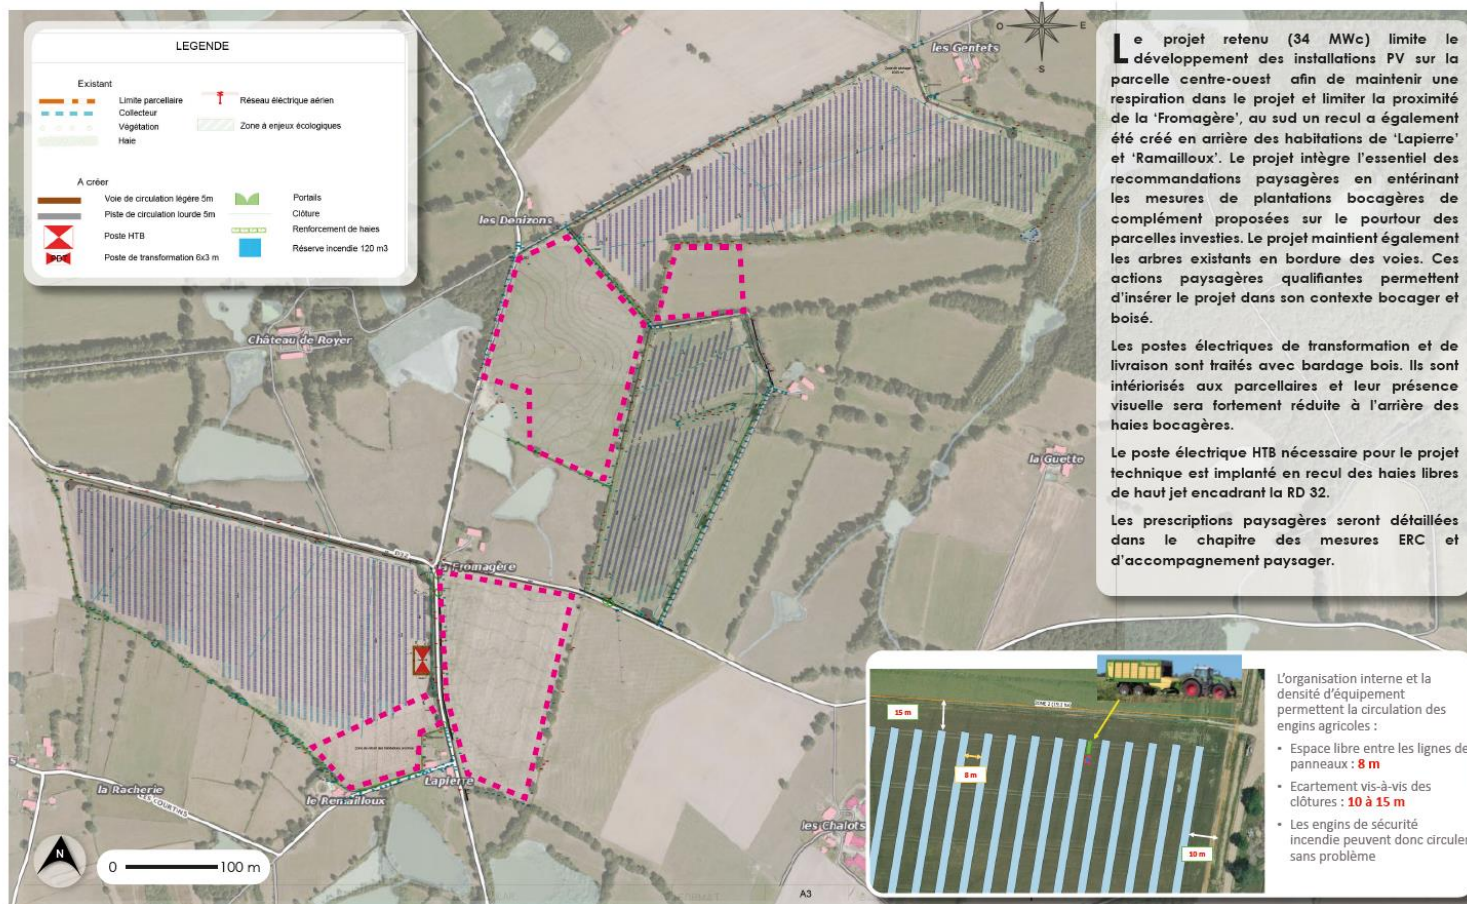 LEGENDE
Existant
Limite parcellaire
Collecteur
Végétation
Haie
Réseau électrique aérien
Zone à enjeux écologiques
A créer
Voie de circulation légère 5m
Piste de circulation lourde 5m
Poste HTB
Poste de transformation 6x3 m
Portails
Clôture
Renforcement de haies
Réserve incendie 120 m3
O
E
S
les Gentets
les Denizons
Château de Royer
la Guette
la Fromagère
Lapierre
la Racherie
LES COURTINS
le Remailloux
les Chalots
N
0
100 m
A3
Le projet retenu (34 MWc) limite le
développement des installations PV sur la
parcelle centre-ouest afin de maintenir une
respiration dans le projet et limiter la proximité
de la ‘Fromagère’, au sud un recul a également
été créé en arrière des habitations de ‘Lapierre’
et ‘Ramailloux’. Le projet intègre l’essentiel des
recommandations paysagères en entérinant
les mesures de plantations bocagères de
complément proposées sur le pourtour des
parcelles investies. Le projet maintient également
les arbres existants en bordure des voies. Ces
actions paysagères qualifiantes permettent
d’insérer le projet dans son contexte bocager et
boisé.
Les postes électriques de transformation et de
livraison sont traités avec bardage bois. Ils sont
intériorisés aux parcellaires et leur présence
visuelle sera fortement réduite à l’arrière des
haies bocagères.
Le poste électrique HTB nécessaire pour le projet
technique est implanté en recul des haies libres
de haut jet encadrant la RD 32.
Les prescriptions paysagères seront détaillées
dans le chapitre des mesures ERC et
d’accompagnement paysager.
15 m
8 m
10 m
L’organisation interne et la
densité d’équipement
permettent la circulation des
engins agricoles :
• Espace libre entre les lignes de
panneaux : 8 m
• Ecartement vis-à-vis des
clôtures : 10 à 15 m
• Les engins de sécurité
incendie peuvent donc circuler
sans problème